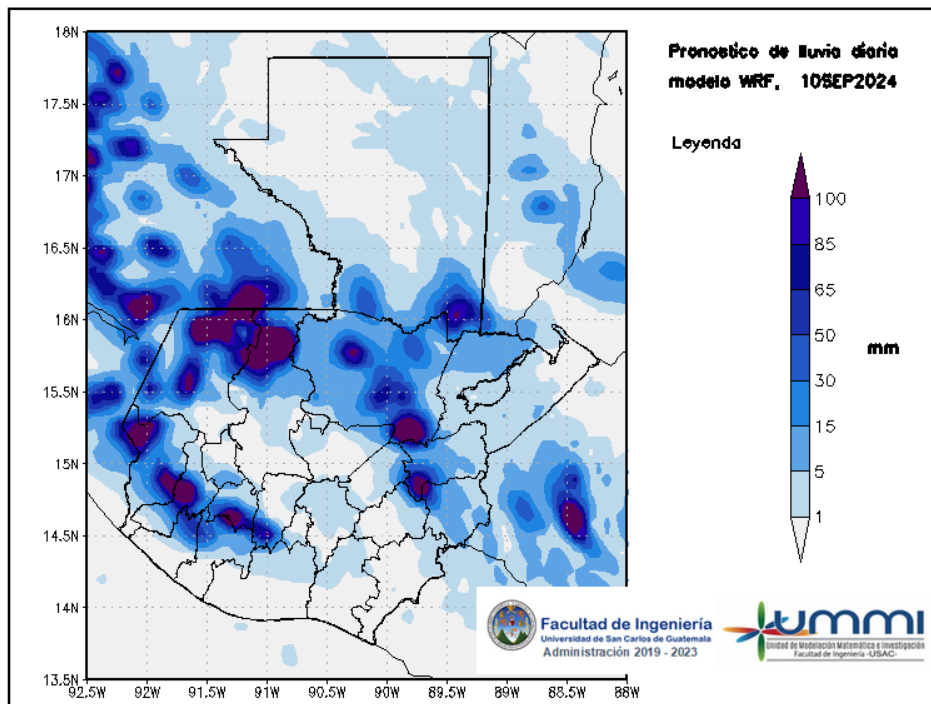 18N
17.5N
17N
16.5N
16N
15.5N
15N
14.5N
14N
13.5N
92.5W
92W
91.5W
91W
90.5W
90W
89.5W
89W
88.5W
88W
Pronostico de lluvia diaria
modelo WRF, 10SEP2024
Leyenda
100
85
65
50
30
15
5
1
mm
Facultad de Ingeniería
Universidad de San Carlos de Guatemala
Administración 2019 - 2023
ummi
Unidad de Modelación Matemática e Investigación
Facultad de Ingeniería -USAC-